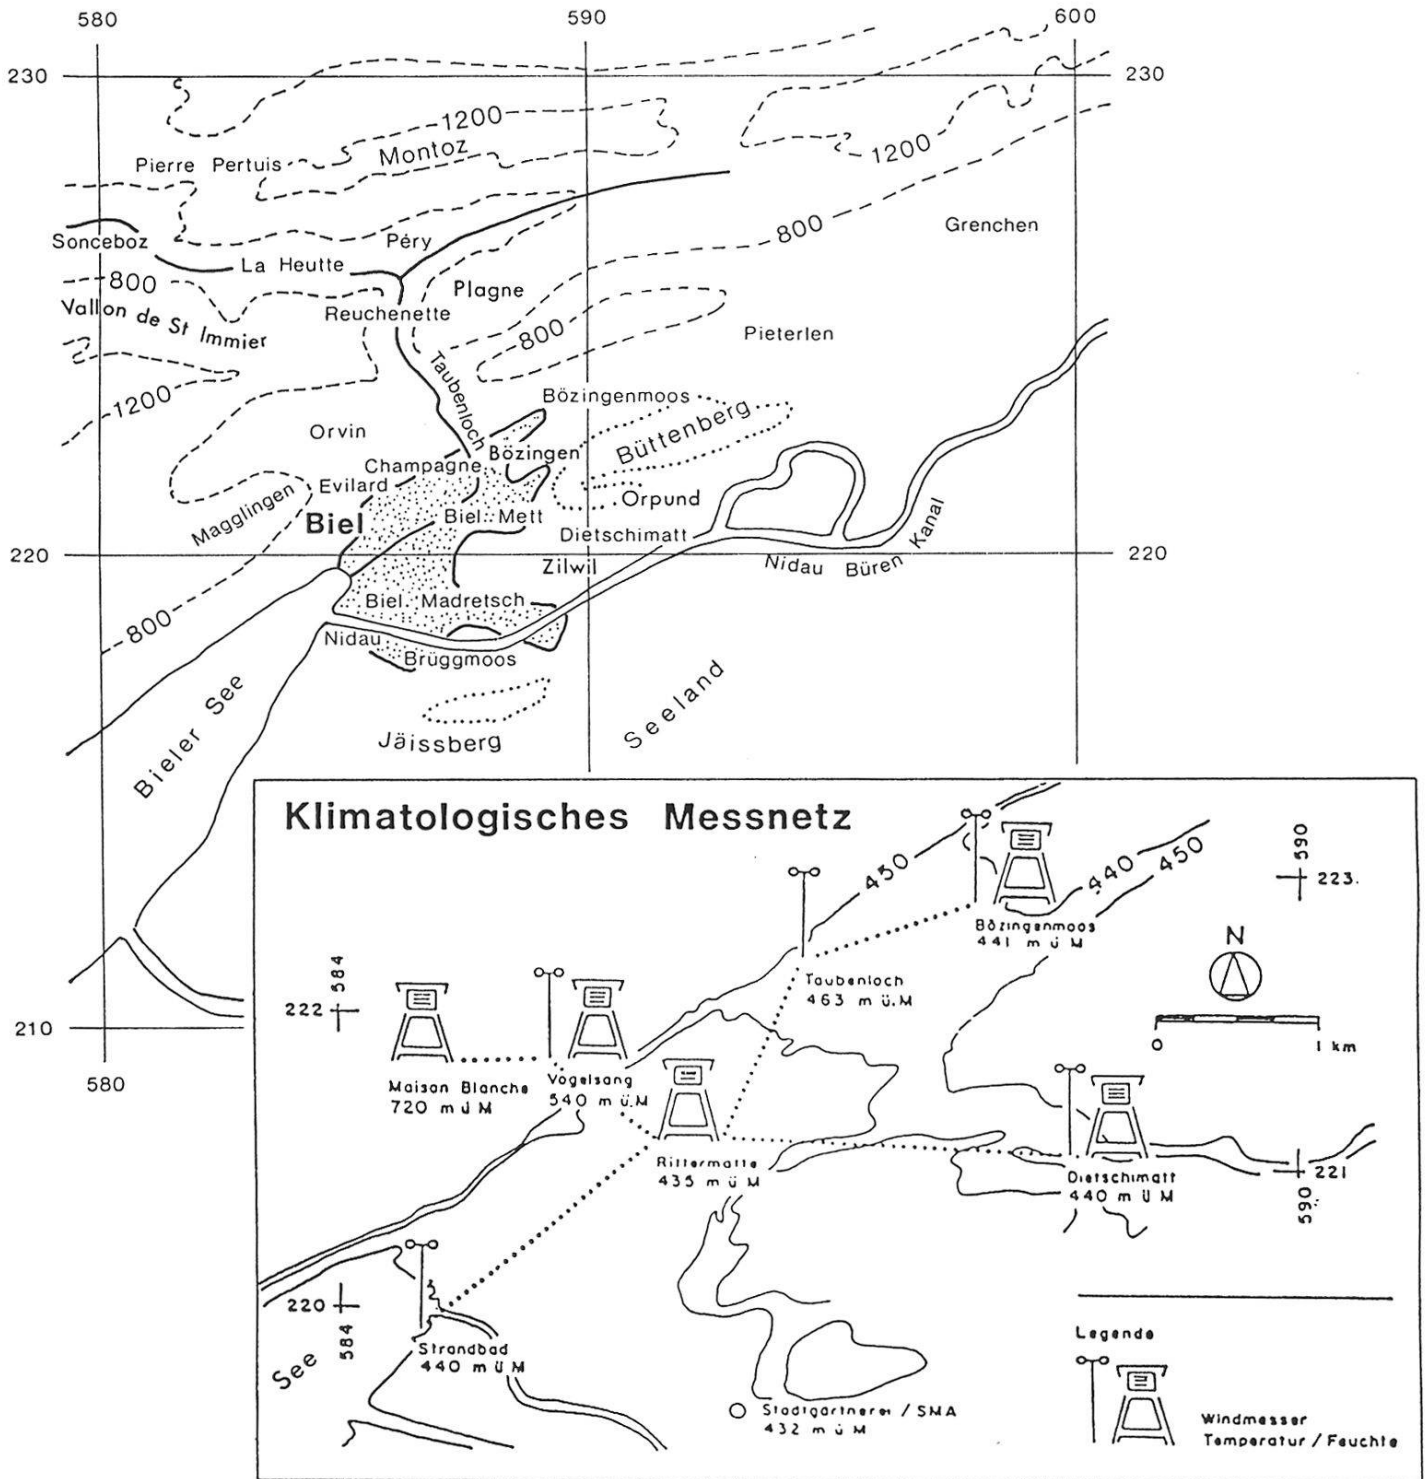 580 590 600
230 230
1200
Montoz
1200
Pierre Pertuis
800
Grenchen
Sonceboz
Péry
La Heutte
800
Plagne
Vallon de St Immier
Reuchenette
800
Pieterlen
Taubenloch
1200
Bözingenmoos
Büttenberg
Orvin
Bözingen
Champagne
Evilard
Orpund
Magglingen
Biel
Biel. Mett
Dietschimatt
220 220
Zilwil
Nidau Büren Kanal
Biel. Madretsch
800
Nidau
Brüggmoos
Bieler See
Seeland
Jäissberg
210
580
Klimatologisches Messnetz
450
440
450
590
223.
Bözingenmoos
441 m ü M
N
584
222
Taubenloch
463 m ü.M
0 1 km
Maison Blanche
720 m ü M
Vogelsang
540 m ü.M
Rittermatte
435 m ü M
Dietschimatt
440 m ü M
221
590
220
584
See
Strandbad
440 m ü M
Stadtgärtnerei / SMA
432 m ü M
Legende
Windmesser
Temperatur / Feuchte